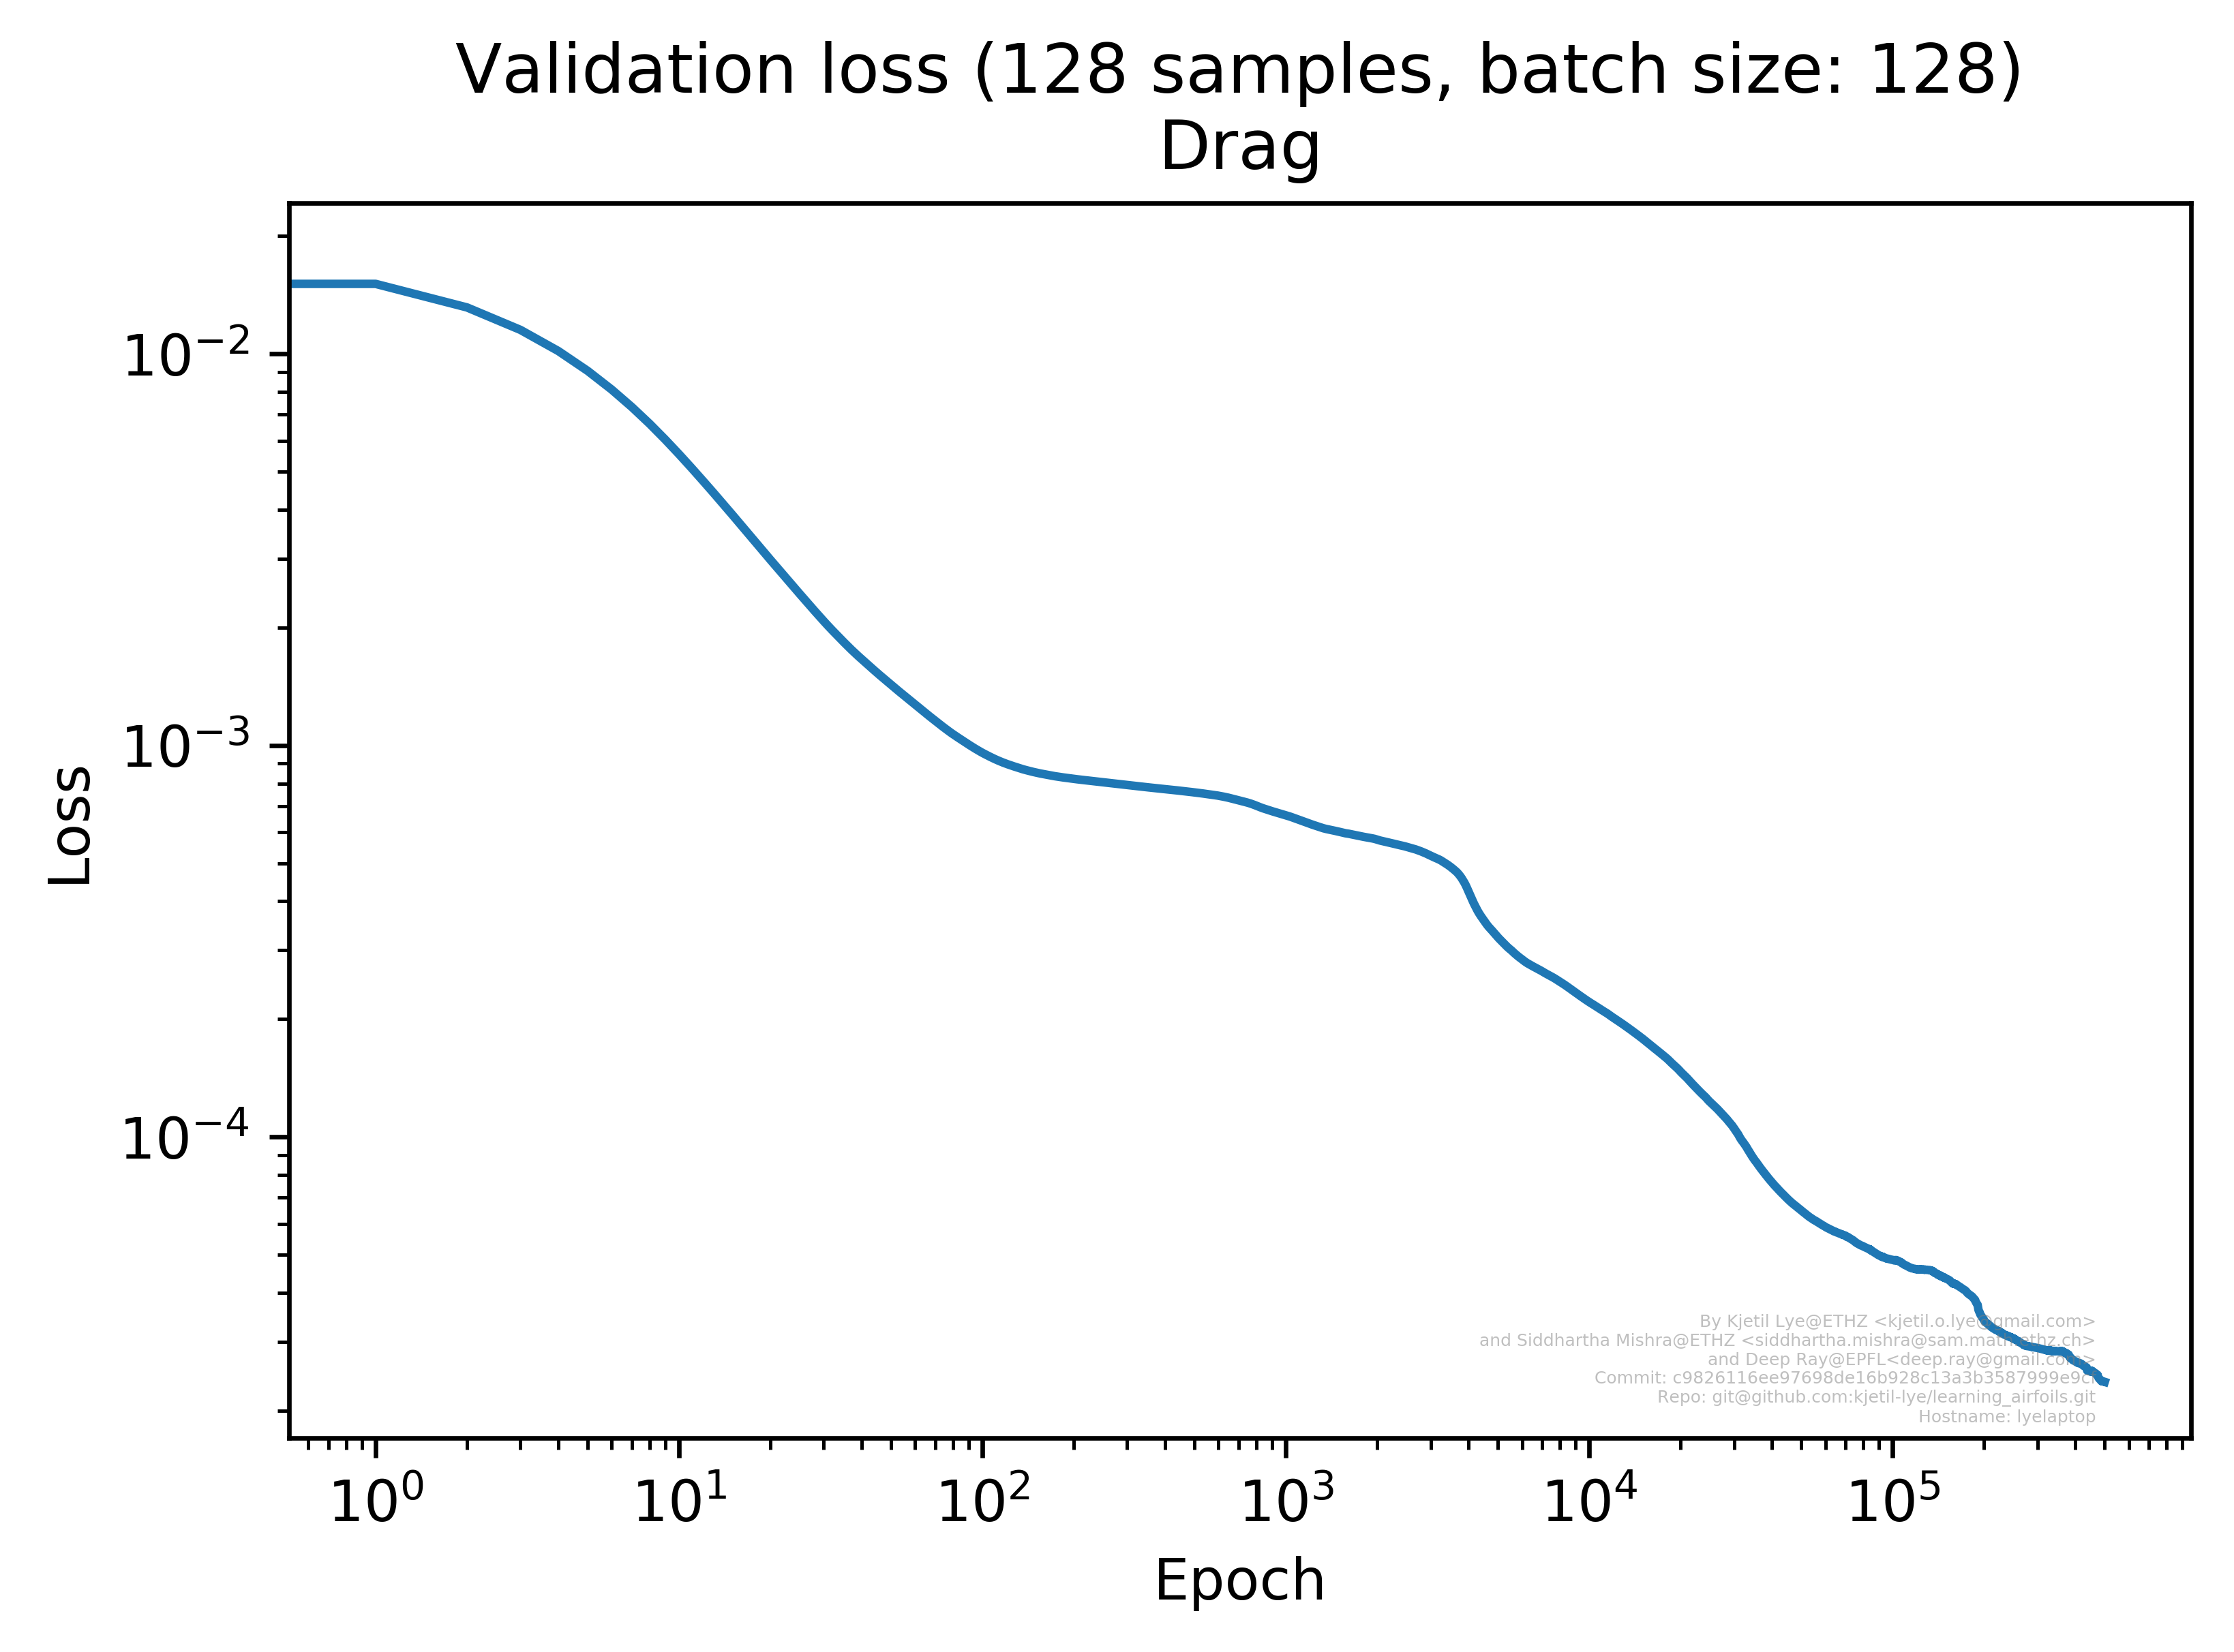 Validation loss (128 samples, batch size: 128)
Drag
10⁻²
10⁻³
10⁻⁴
Loss
10⁰ 10¹ 10² 10³ 10⁴ 10⁵
Epoch
By Kjetil Lye@ETHZ <kjetil.o.lye@gmail.com>
and Siddhartha Mishra@ETHZ <siddhartha.mishra@sam.math.ethz.ch>
and Deep Ray@EPFL<deep.ray@gmail.com>
Commit:
Repo: git@github.com:kjetil-lye/learning_airfoils.git
Hostname: lyelaptop